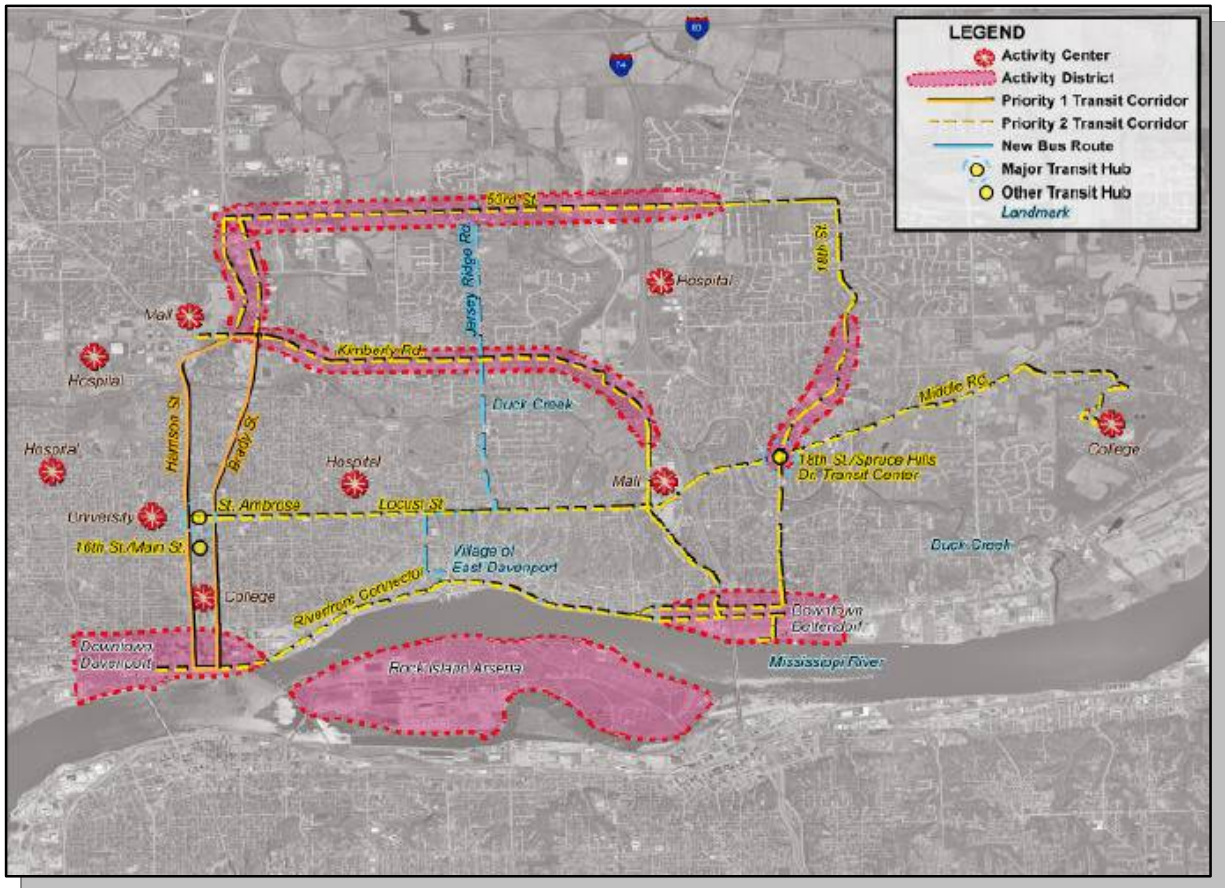 80
74
LEGEND
Activity Center
Activity District
Priority 1 Transit Corridor
Priority 2 Transit Corridor
New Bus Route
Major Transit Hub
Other Transit Hub
Landmark
53rd St.
18th St.
Jersey Ridge Rd.
Hospital
Mall
Kimberly Rd.
Hospital
Duck Creek
Middle Rd.
Harrison St.
Brady St.
Hospital
Hospital
Mall
18th St./Spruce Hills
Dr. Transit Center
College
St. Ambrose
Locust St.
University
16th St./Main St.
Village of
East Davenport
Duck Creek
College
Riverfront Connector
Downtown
Bettendorf
Downtown
Davenport
Rock Island Arsenal
Mississippi River